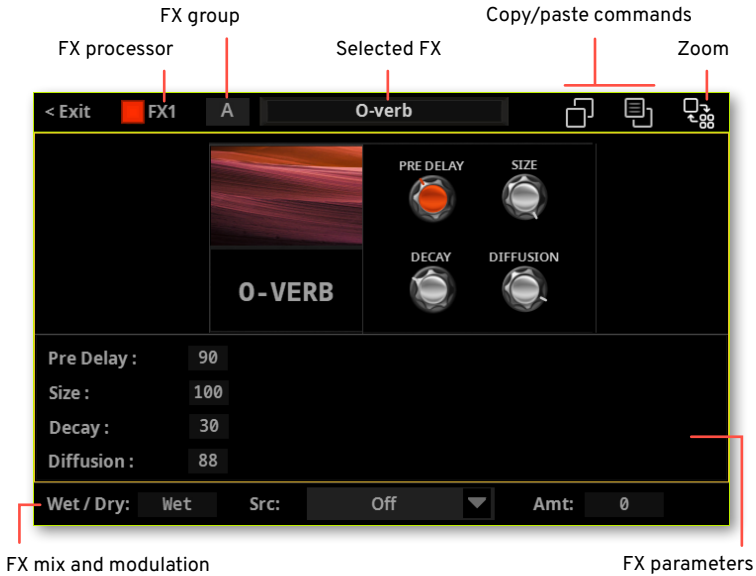 FX group
Copy/paste commands
FX processor
Selected FX
Zoom
< Exit FX1 A O-verb
PRE DELAY SIZE
DECAY DIFFUSION
O-VERB
Pre Delay : 90
Size : 100
Decay : 30
Diffusion : 88
Wet / Dry: Wet Src: Off Amt: 0
FX mix and modulation
FX parameters